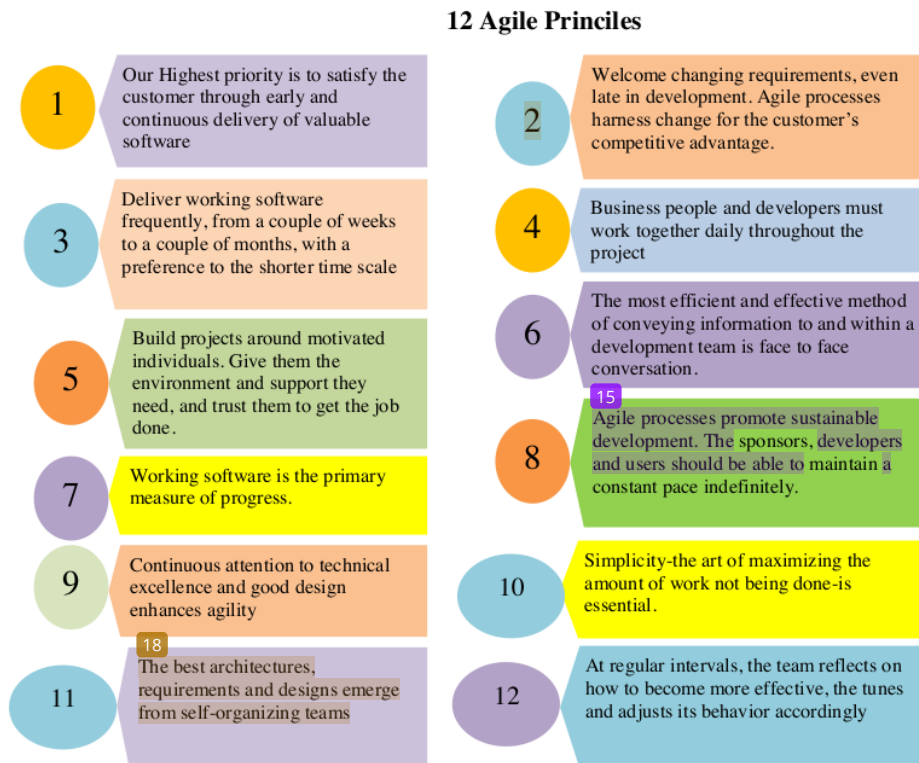 12 Agile Princiles
1
Our Highest priority is to satisfy the
customer through early and
continuous delivery of valuable
software
2
Welcome changing requirements, even
late in development. Agile processes
harness change for the customer's
competitive advantage.
3
Deliver working software
frequently, from a couple of weeks
to a couple of months, with a
preference to the shorter time scale
4
Business people and developers must
work together daily throughout the
project
5
Build projects around motivated
individuals. Give them the
environment and support they
need, and trust them to get the job
done.
6
The most efficient and effective method
of conveying information to and within a
development team is face to face
conversation.
7
Working software is the primary
measure of progress.
15
8
Agile processes promote sustainable
development. The sponsors, developers
and users should be able to maintain a
constant pace indefinitely.
9
Continuous attention to technical
excellence and good design
enhances agility
10
Simplicity-the art of maximizing the
amount of work not being done-is
essential.
18
11
The best architectures,
requirements and designs emerge
from self-organizing teams
12
At regular intervals, the team reflects on
how to become more effective, the tunes
and adjusts its behavior accordingly